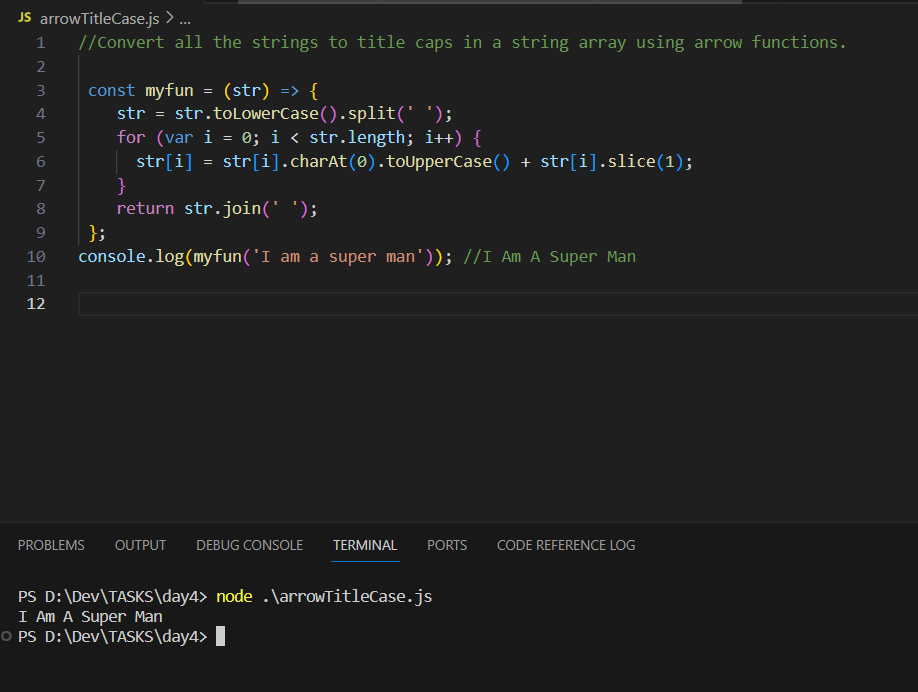 JS arrowTitleCase.js > ...
1 //Convert all the strings to title caps in a string array using arrow functions.
2
3 const myfun = (str) => {
4 str = str.toLowerCase().split(' ');
5 for (var i = 0; i < str.length; i++) {
6 str[i] = str[i].charAt(0).toUpperCase() + str[i].slice(1);
7 }
8 return str.join(' ');
9 };
10 console.log(myfun('I am a super man')); //I Am A Super Man
11
12
PROBLEMS OUTPUT DEBUG CONSOLE TERMINAL PORTS CODE REFERENCE LOG
PS D:\Dev\TASKS\day4> node .\arrowTitleCase.js
I Am A Super Man
PS D:\Dev\TASKS\day4>